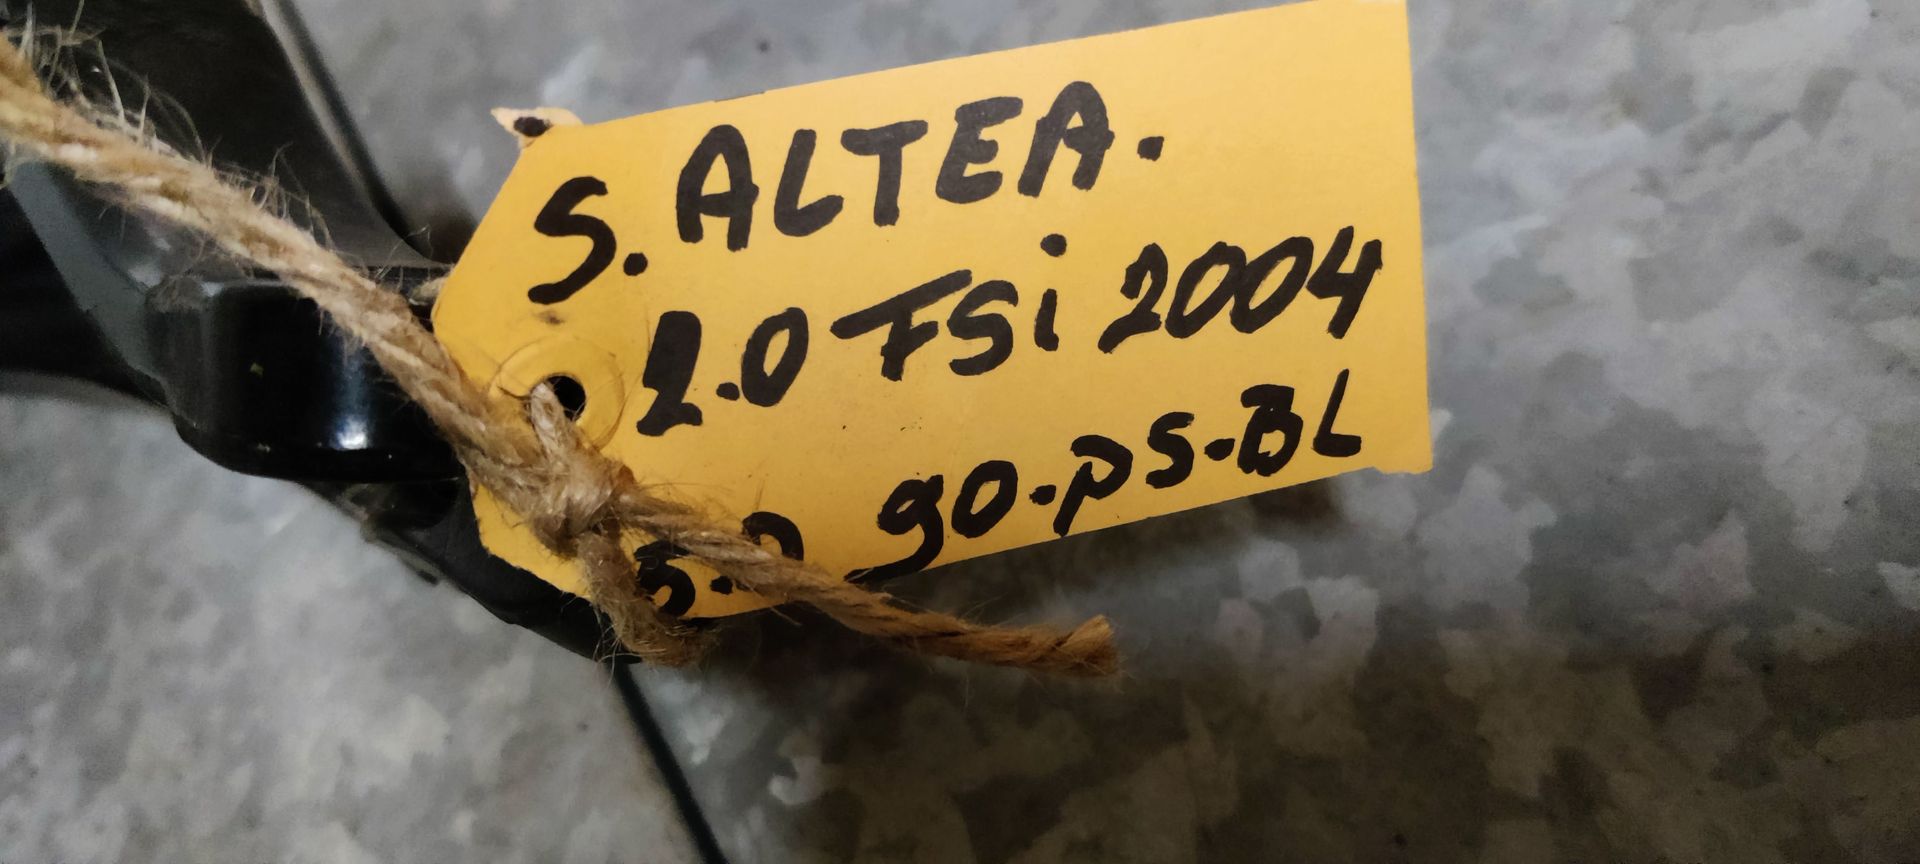 S. ALTEA.
2.0 FSi 2004
90.PS-BL